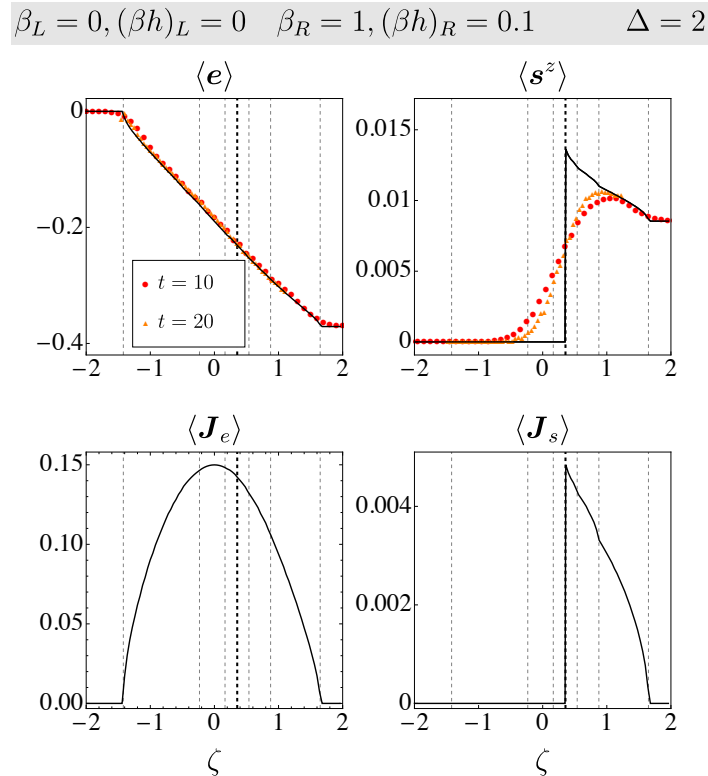 β_L = 0, (βh)_L = 0 β_R = 1, (βh)_R = 0.1 Δ = 2
⟨e⟩ ⟨s^z⟩
0
−0.2
−0.4
t = 10
t = 20
−2 −1 0 1 2
0.015
0.010
0.005
0
−2 −1 0 1 2
⟨J_e⟩ ⟨J_s⟩
0.15
0.10
0.05
0.00
−2 −1 0 1 2
ζ
0.004
0.002
0
−2 −1 0 1 2
ζ